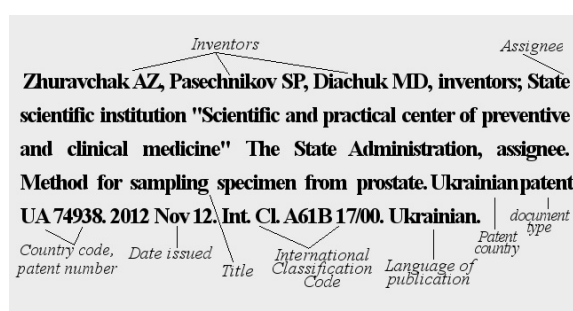 Inventors
Assignee
Zhuravchak AZ, Pasechnikov SP, Diachuk MD, inventors; State
scientific institution "Scientific and practical center of preventive
and clinical medicine" The State Administration, assignee.
Method for sampling specimen from prostate. Ukrainian patent
UA 74938. 2012 Nov 12. Int. Cl. A61B 17/00. Ukrainian.
Country code,
patent number
Date issued
Title
International
Classification
Code
Language of
publication
Patent
country
document
type